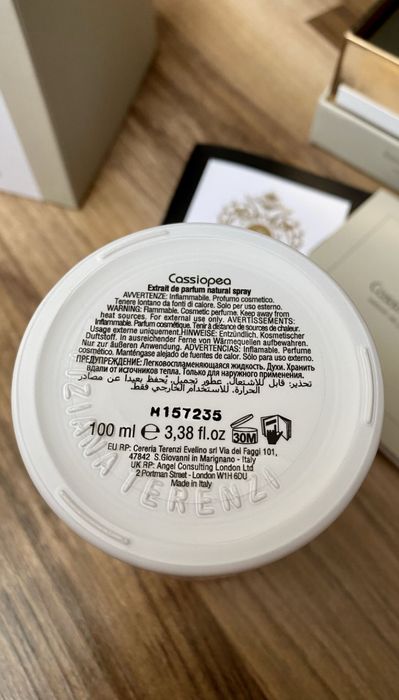 Cassiopea
Extrait de parfum natural spray
AVVERTENZE: Infiammabile. Profumo cosmetico.
Tenere lontano da fonti di calore. Solo per uso esterno.
WARNING: Flammable. Cosmetic perfume. Keep away from
heat sources. For external use only. AVERTISSEMENTS:
Inflammable. Parfum cosmétique. Tenir à distance de sources de chaleur.
Usage externe uniquement.HINWEISE: Entzündlich. Kosmetischer
Duftstoff. In ausreichender Ferne von Wärmequellen aufbewahren.
Nur zur äußeren Anwendung. ADVERTENCIAS: Inflamable. Perfume
cosmético. Manténgase alejado de fuentes de calor. Sólo para uso externo.
ПРЕДУПРЕЖДЕНИЕ: Легковоспламеняющаяся жидкость. Духи. Хранить
вдали от источников тепла. Только для наружного применения.
تحذير: قابل للاشتعال. عطور تجميل. يُحفظ بعيدا عن مصادر
الحرارة. للاستخدام الخارجي فقط.
M157235
100 ml e 3,38 fl.oz 30M
EU RP: Cereria Terenzi Evelino srl Via dei Faggi 101,
47842 S.Giovanni in Marignano - Italy
UK RP: Angel Consulting London Ltd
2 Portman Street - London W1H 6DU
Made in Italy
TIZIANA TERENZI